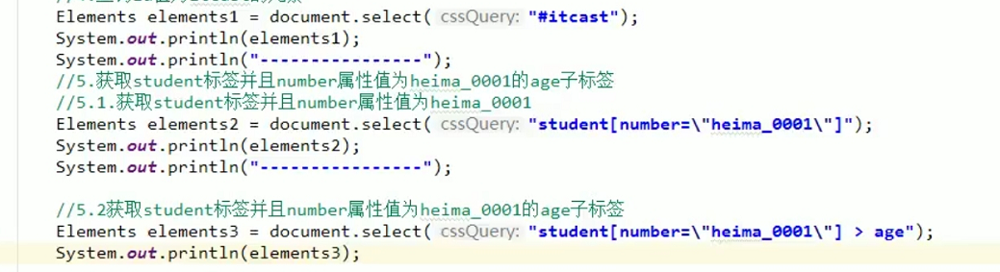 Elements elements1 = document.select( cssQuery: "#itcast");
System.out.println(elements1);
System.out.println("----------------");
//5.获取student标签并且number属性值为heima_0001的age子标签
//5.1.获取student标签并且number属性值为heima_0001
Elements elements2 = document.select( cssQuery: "student[number=\"heima_0001\"]");
System.out.println(elements2);
System.out.println("----------------");
//5.2获取student标签并且number属性值为heima_0001的age子标签
Elements elements3 = document.select( cssQuery: "student[number=\"heima_0001\"] > age");
System.out.println(elements3);